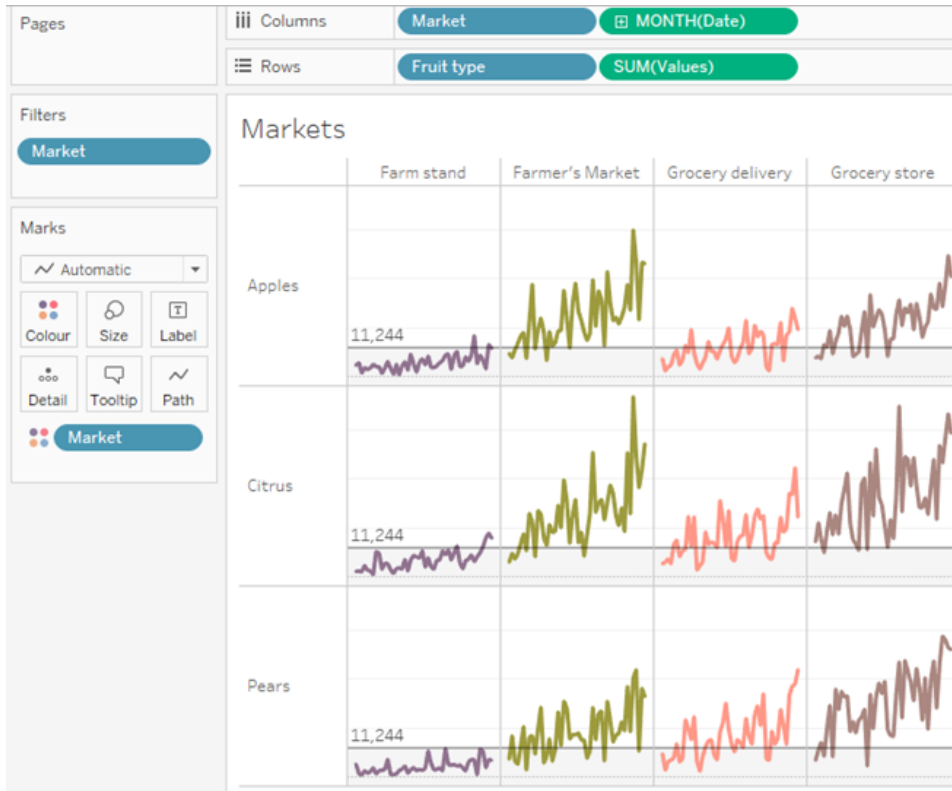 Pages
Columns Market MONTH(Date)
Rows Fruit type SUM(Values)
Filters
Market
Marks
Automatic
Colour Size Label
Detail Tooltip Path
Market
Markets
Farm stand Farmer's Market Grocery delivery Grocery store
Apples
11,244
Citrus
11,244
Pears
11,244